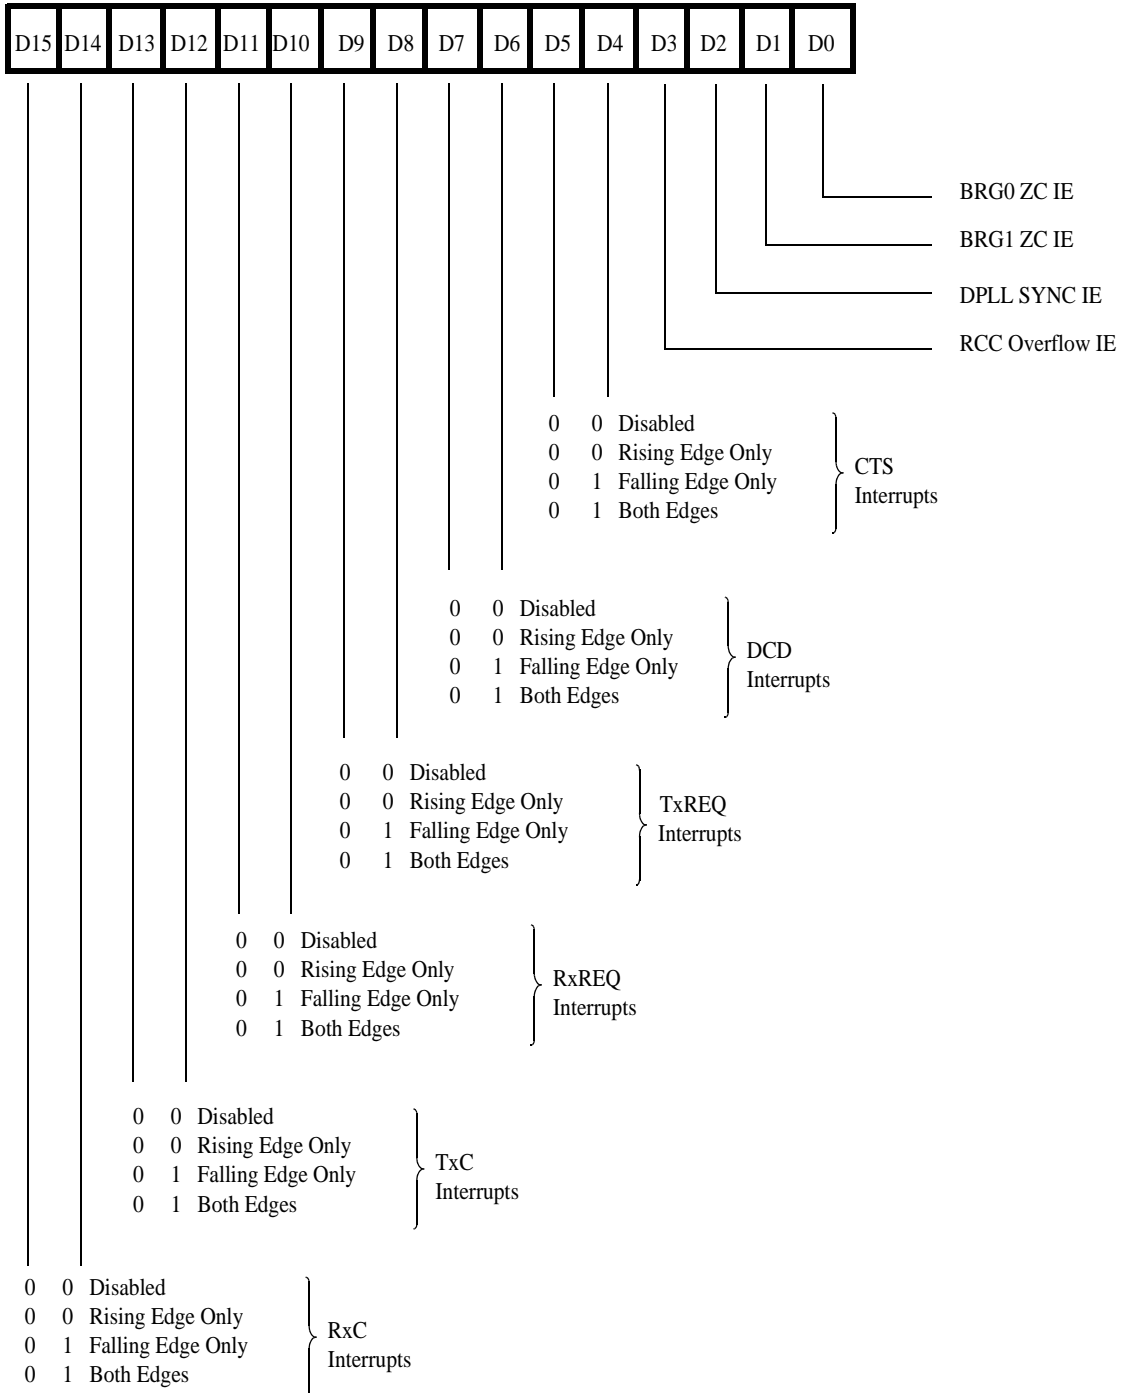 D15 D14 D13 D12 D11 D10 D9 D8 D7 D6 D5 D4 D3 D2 D1 D0
BRG0 ZC IE
BRG1 ZC IE
DPLL SYNC IE
RCC Overflow IE
0 0 Disabled
0 0 Rising Edge Only
0 1 Falling Edge Only
0 1 Both Edges
CTS
Interrupts
0 0 Disabled
0 0 Rising Edge Only
0 1 Falling Edge Only
0 1 Both Edges
DCD
Interrupts
0 0 Disabled
0 0 Rising Edge Only
0 1 Falling Edge Only
0 1 Both Edges
TxREQ
Interrupts
0 0 Disabled
0 0 Rising Edge Only
0 1 Falling Edge Only
0 1 Both Edges
RxREQ
Interrupts
0 0 Disabled
0 0 Rising Edge Only
0 1 Falling Edge Only
0 1 Both Edges
TxC
Interrupts
0 0 Disabled
0 0 Rising Edge Only
0 1 Falling Edge Only
0 1 Both Edges
RxC
Interrupts